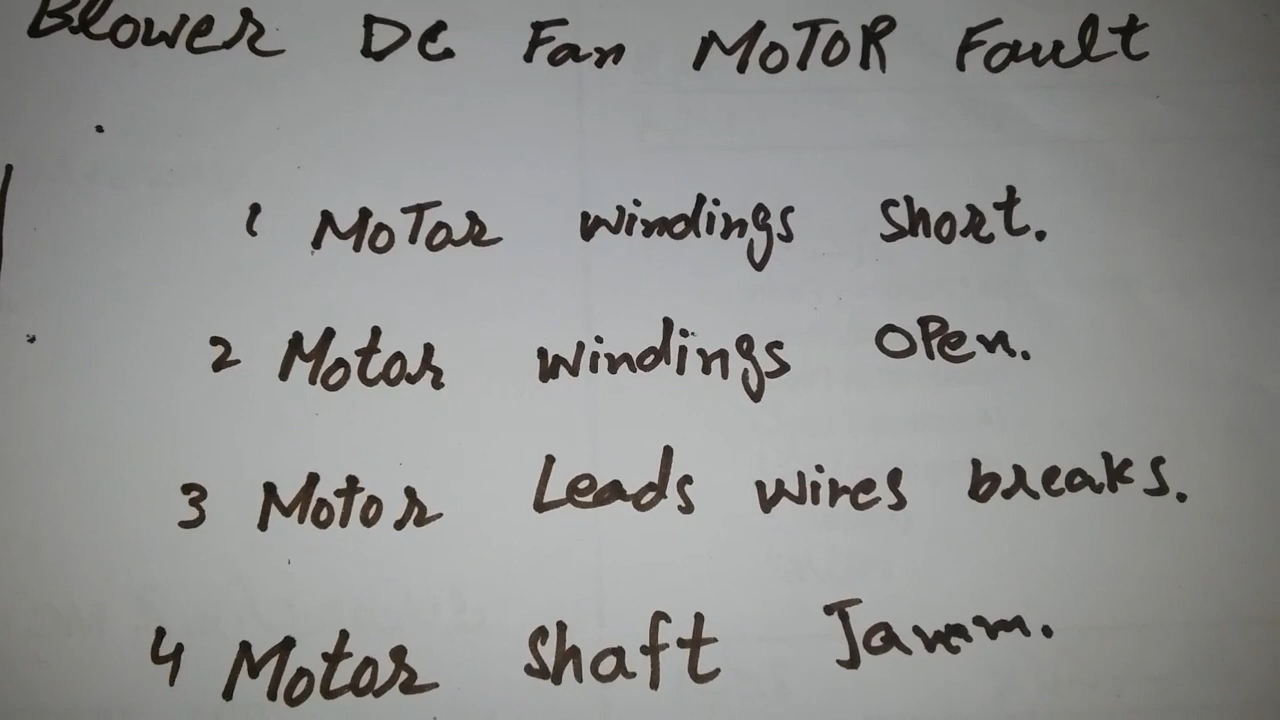 Blower DC Fan MOTOR Fault
1 Motor windings short.
2 Motor windings open.
3 Motor Leads wires breaks.
4 Motor shaft Jamm.